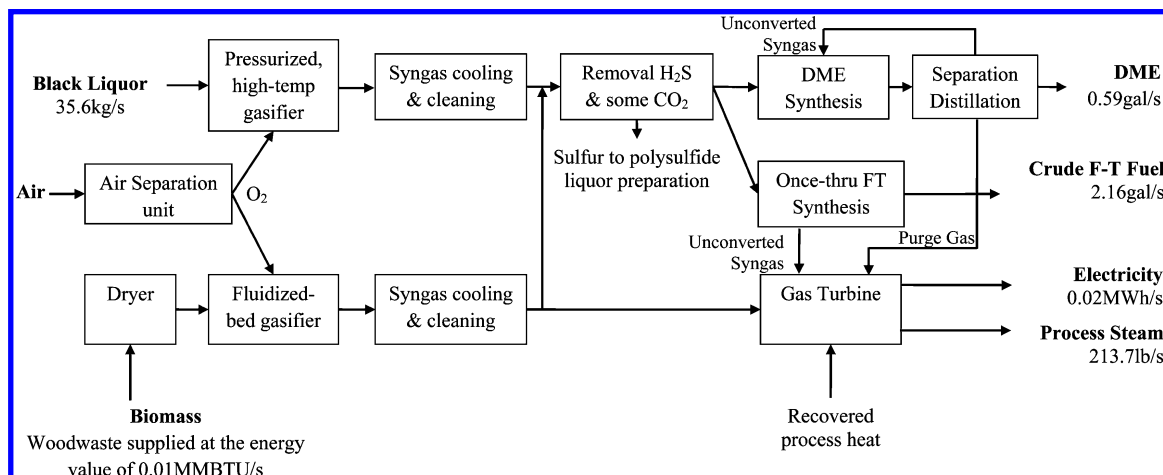 Black Liquor
35.6kg/s
Pressurized,
high-temp
gasifier
Syngas cooling
& cleaning
Removal H2S
& some CO2
Sulfur to polysulfide
liquor preparation
Unconverted
Syngas
DME
Synthesis
Separation
Distillation
DME
0.59gal/s
Air
Air Separation
unit
O2
Once-thru FT
Synthesis
Crude F-T Fuel
2.16gal/s
Unconverted
Syngas
Purge Gas
Dryer
Fluidized-
bed gasifier
Syngas cooling
& cleaning
Gas Turbine
Electricity
0.02MWh/s
Process Steam
213.7lb/s
Biomass
Woodwaste supplied at the energy
value of 0.01MMBTU/s
Recovered
process heat